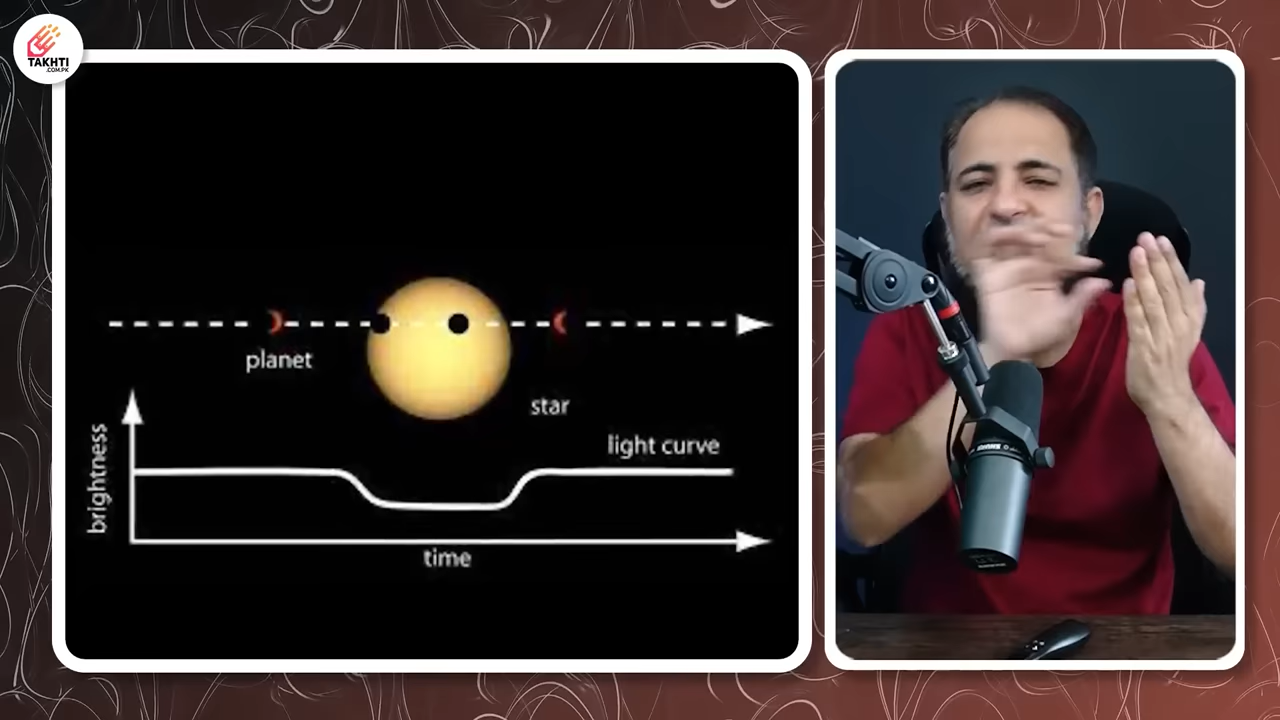 TAKHTI
.COM.PK
planet
star
light curve
brightness
time